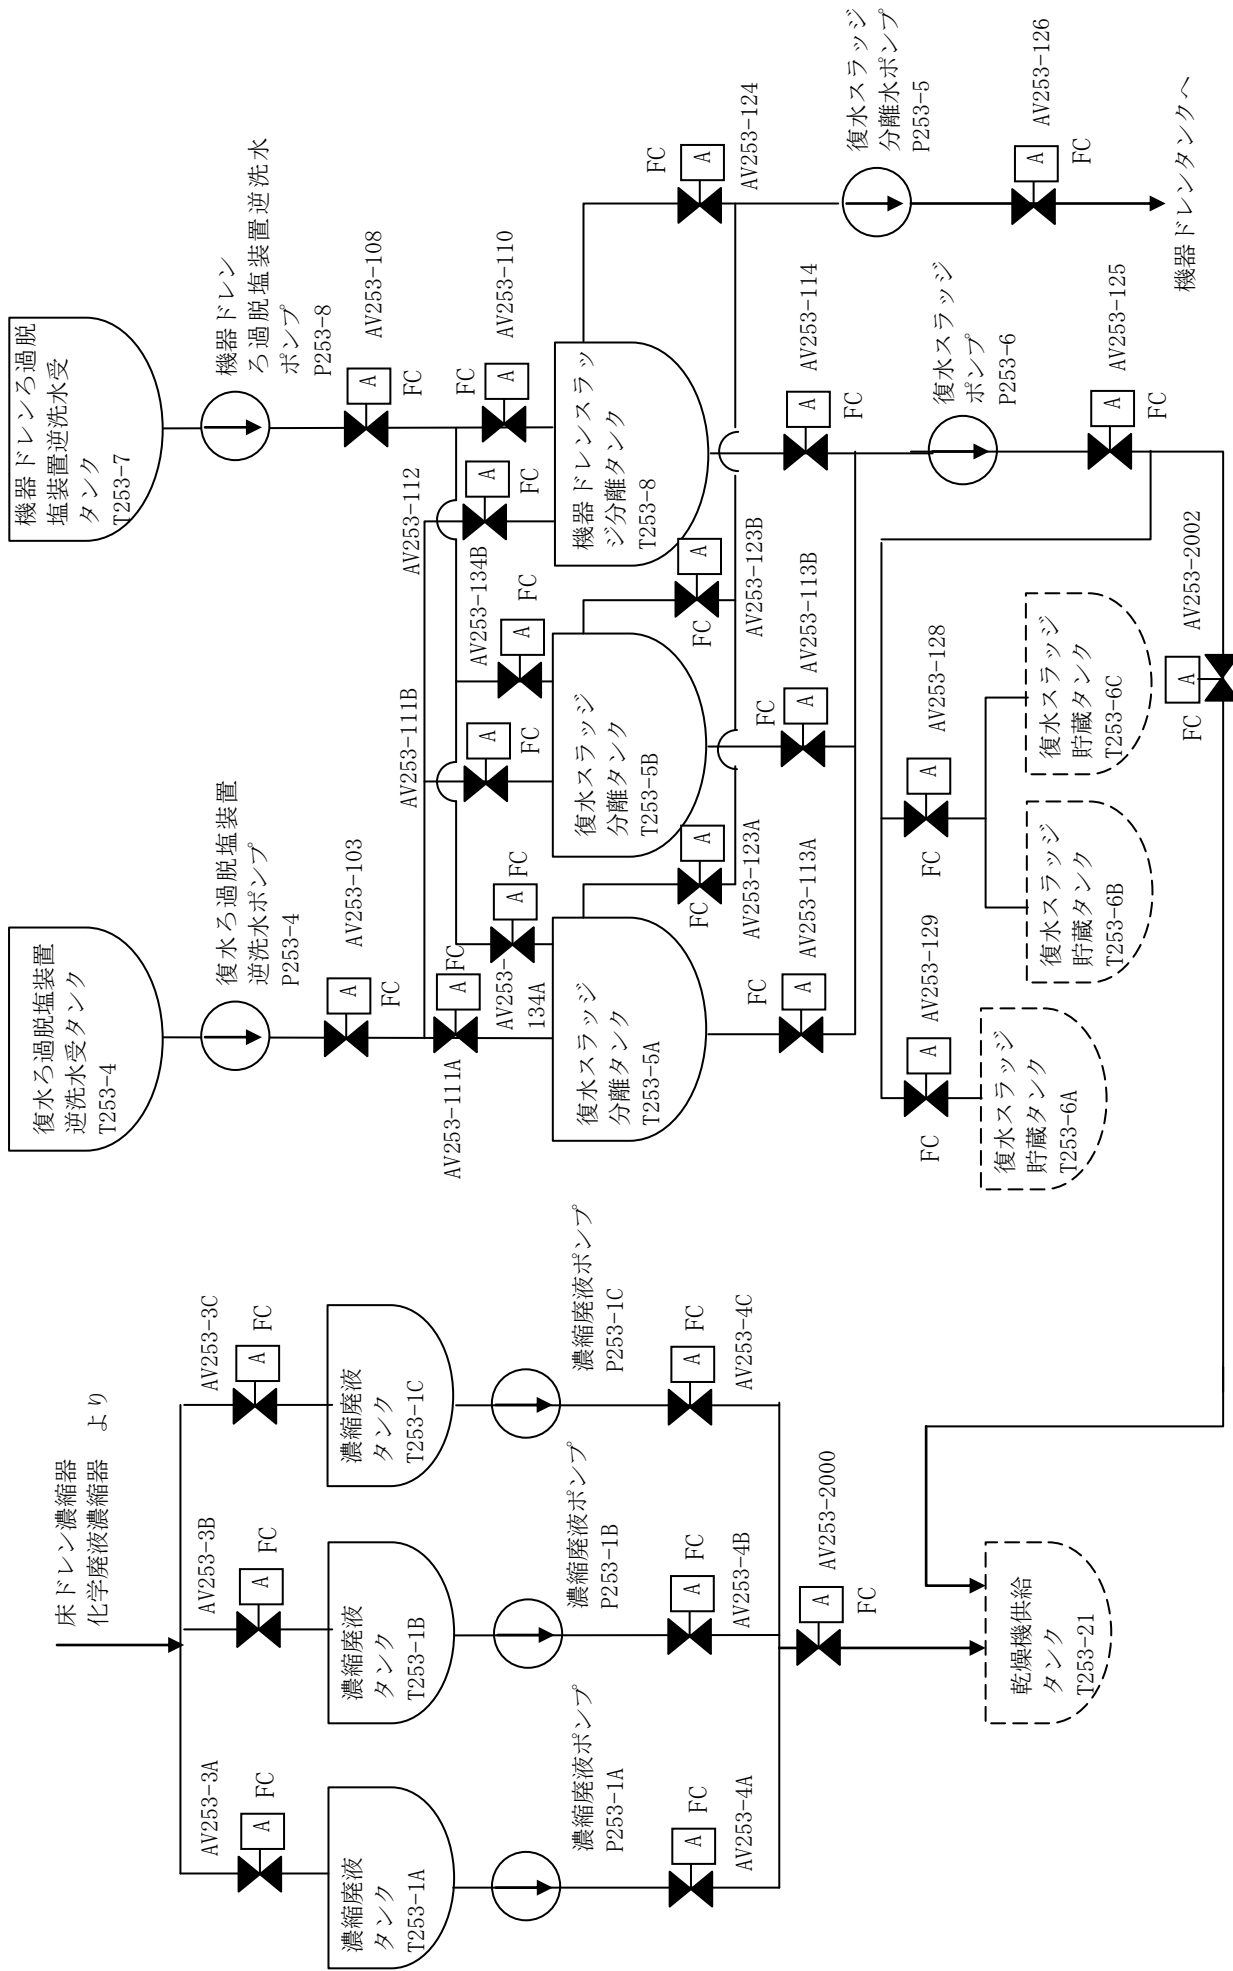 床ドレン濃縮器
化学廃液濃縮器 より
AV253-3A
A
FC
AV253-3B
A
FC
AV253-3C
A
FC
濃縮廃液
タンク
T253-1A
濃縮廃液
タンク
T253-1B
濃縮廃液
タンク
T253-1C
濃縮廃液ポンプ
P253-1A
濃縮廃液ポンプ
P253-1B
濃縮廃液ポンプ
P253-1C
A
FC
AV253-4A
A
FC
AV253-4B
A
FC
AV253-4C
AV253-2000
A
FC
乾燥機供給
タンク
T253-21
復水ろ過脱塩装置
逆洗水受タンク
T253-4
復水ろ過脱塩装置
逆洗水ポンプ
P253-4
AV253-103
A
FC
機器ドレンろ過脱
塩装置逆洗水受
タンク
T253-7
機器ドレン
ろ過脱塩装置逆洗水
ポンプ
P253-8
AV253-108
A
FC
AV253-111A
A
FC
AV253-
134A
A
FC
AV253-111B
A
FC
AV253-134B
A
FC
AV253-112
A
FC
AV253-110
A
FC
復水スラッジ
分離タンク
T253-5A
復水スラッジ
分離タンク
T253-5B
機器ドレンスラッ
ジ分離タンク
T253-8
A
FC
AV253-123A
A
FC
AV253-123B
FC
A
AV253-124
FC
A
AV253-113A
FC
A
AV253-113B
A
FC
AV253-114
復水スラッジ
分離水ポンプ
P253-5
A
FC
AV253-126
機器ドレンタンクへ
復水スラッジ
ポンプ
P253-6
A
FC
AV253-125
AV253-129
A
FC
AV253-128
A
FC
復水スラッジ
貯蔵タンク
T253-6A
復水スラッジ
貯蔵タンク
T253-6B
復水スラッジ
貯蔵タンク
T253-6C
AV253-2002
A
FC